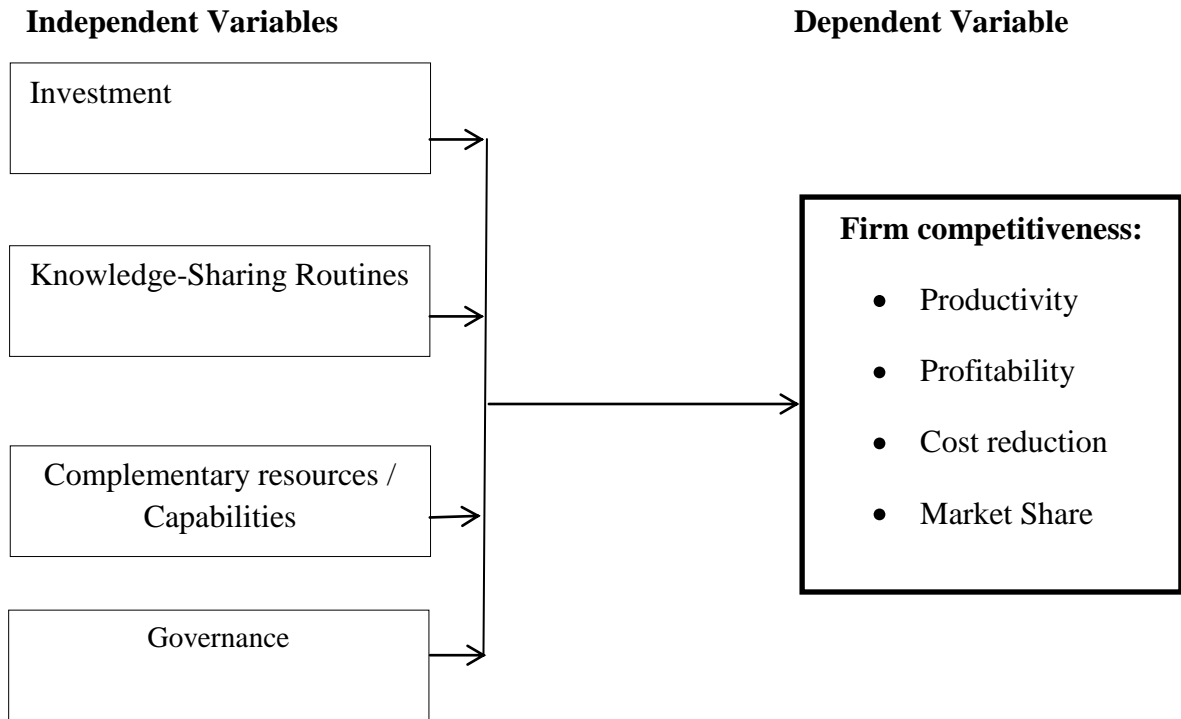 Independent Variables
Dependent Variable
Investment
Knowledge-Sharing Routines
Complementary resources /
Capabilities
Governance
Firm competitiveness:
• Productivity
• Profitability
• Cost reduction
• Market Share